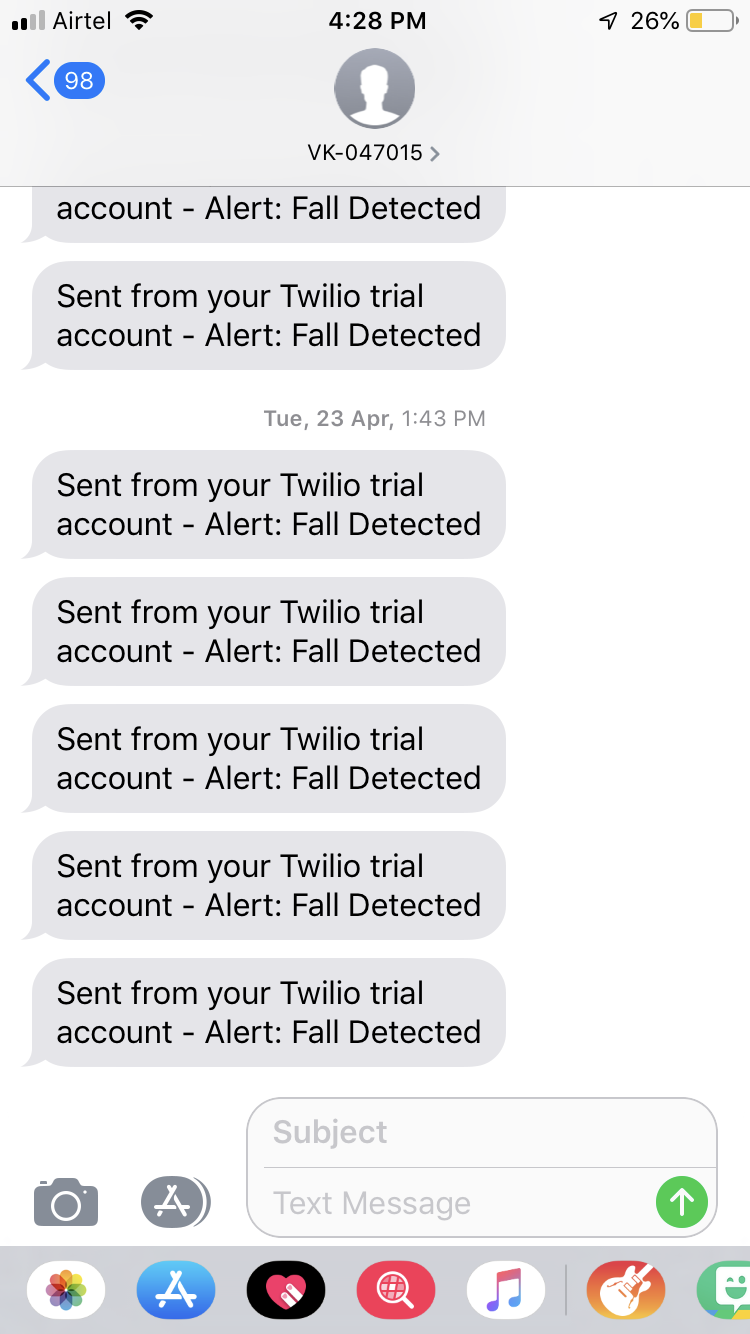 Airtel 4:28 PM 26%
98
VK-047015
account - Alert: Fall Detected
Sent from your Twilio trial
account - Alert: Fall Detected
Tue, 23 Apr, 1:43 PM
Sent from your Twilio trial
account - Alert: Fall Detected
Sent from your Twilio trial
account - Alert: Fall Detected
Sent from your Twilio trial
account - Alert: Fall Detected
Sent from your Twilio trial
account - Alert: Fall Detected
Sent from your Twilio trial
account - Alert: Fall Detected
Subject
Text Message